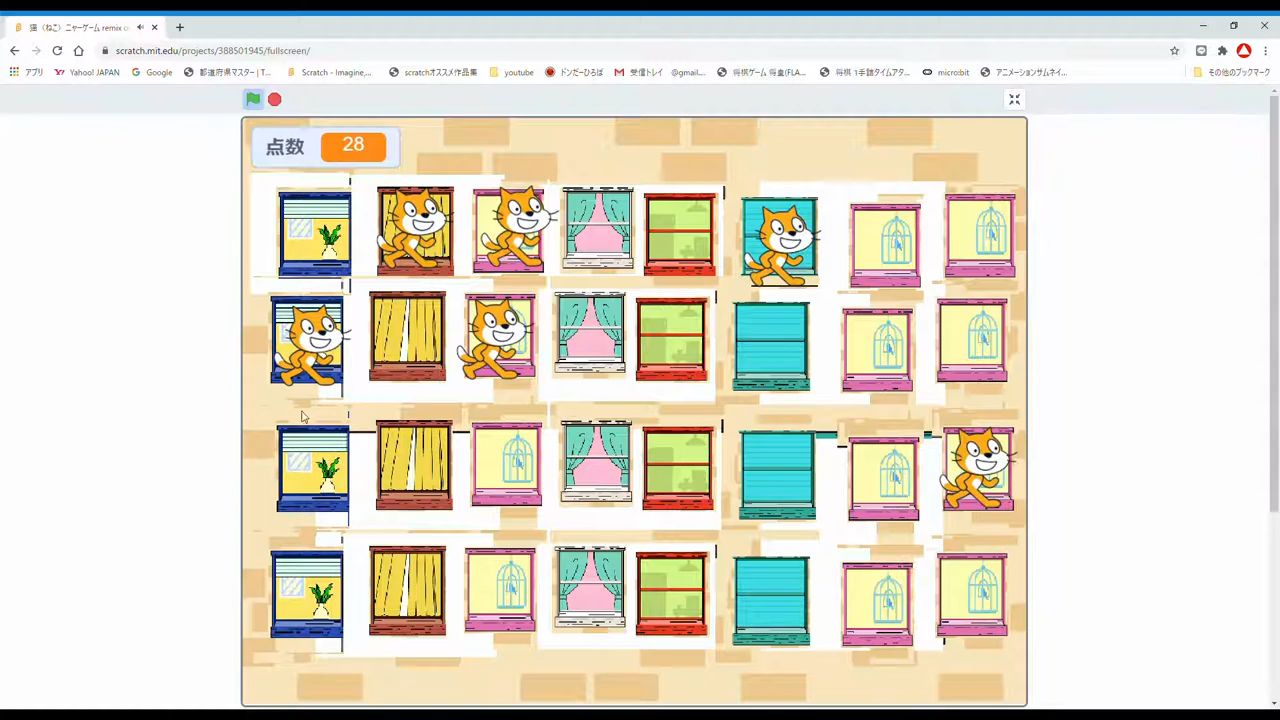 猫（ねこ）ニャーゲーム remix o
scratch.mit.edu/projects/388501945/fullscreen/
アプリ Yahoo! JAPAN Google 都道府県マスター | T... Scratch - Imagine,... scratchオススメ作品集 youtube ドンだーひろば 受信トレイ @gmail.... 将棋ゲーム 将皇(FLA... 将棋 1手詰タイムアタ... micro:bit アニメーションサムネイ... その他のブックマーク
点数 28